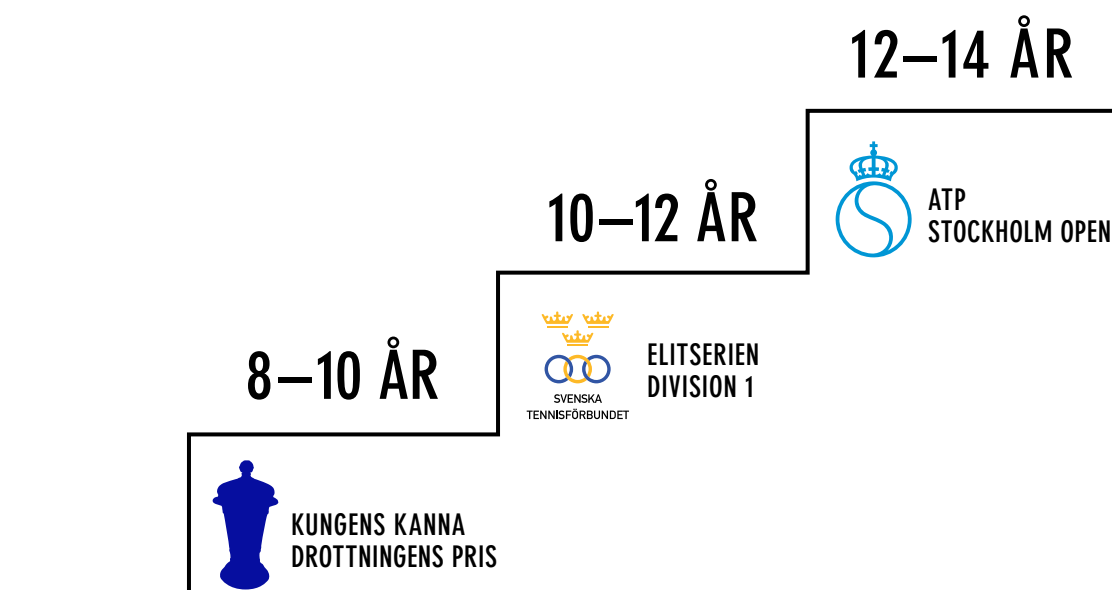 12–14 ÅR
ATP
STOCKHOLM OPEN
10–12 ÅR
SVENSKA
TENNISFÖRBUNDET
ELITSERIEN
DIVISION 1
8–10 ÅR
KUNGENS KANNA
DROTTNINGENS PRIS